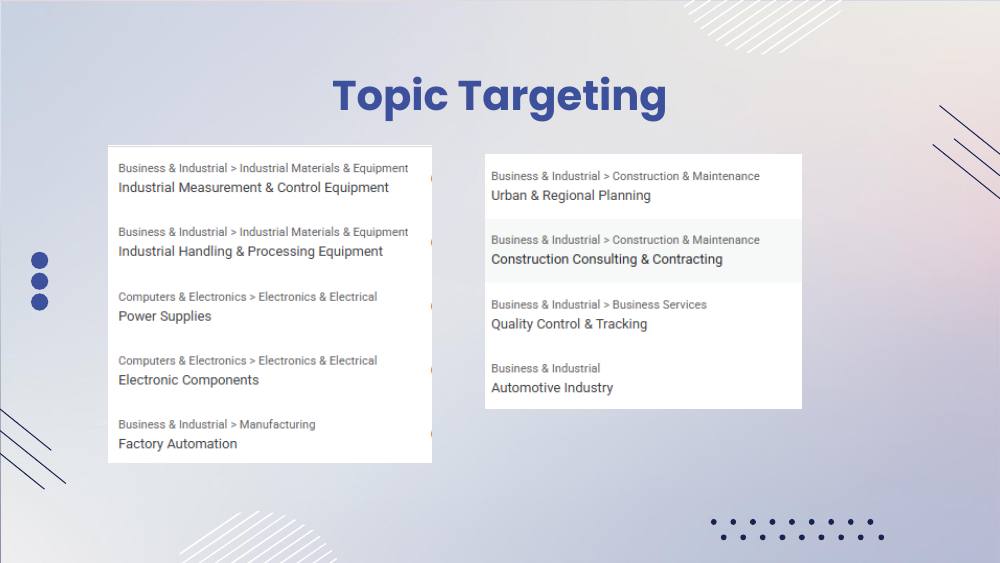 Topic Targeting
Business & Industrial > Industrial Materials & Equipment
Industrial Measurement & Control Equipment
Business & Industrial > Industrial Materials & Equipment
Industrial Handling & Processing Equipment
Computers & Electronics > Electronics & Electrical
Power Supplies
Computers & Electronics > Electronics & Electrical
Electronic Components
Business & Industrial > Manufacturing
Factory Automation
Business & Industrial > Construction & Maintenance
Urban & Regional Planning
Business & Industrial > Construction & Maintenance
Construction Consulting & Contracting
Business & Industrial > Business Services
Quality Control & Tracking
Business & Industrial
Automotive Industry